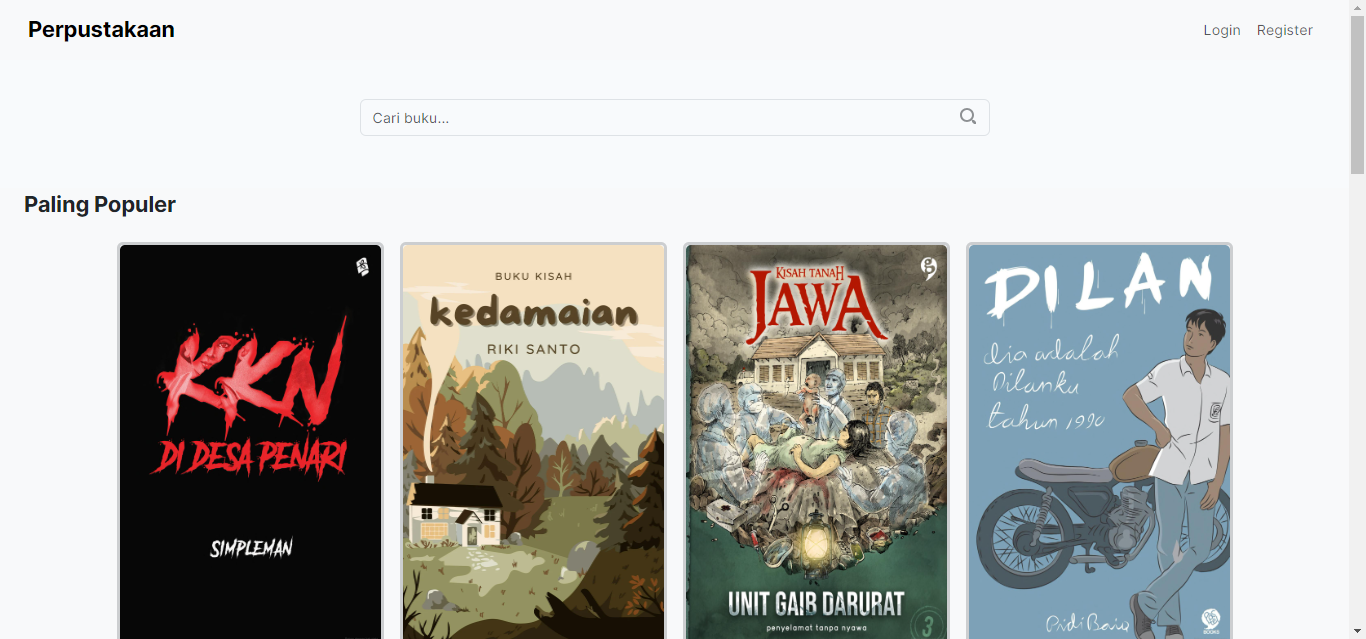 Perpustakaan
Login
Register
Cari buku...
Paling Populer
KKN
DI DESA PENARI
SIMPLEMAN
BUKU KISAH
kedamaian
RIKI SANTO
KISAH TANAH
JAWA
UNIT GAIB DARURAT
penyelamat tanpa nyawa
3
DILAN
dia adalah
Dilanku
tahun 1990
Pidi Baiq
BOOKS